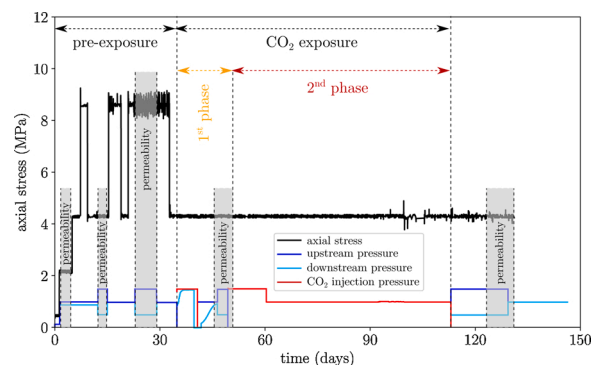 pre-exposure
CO₂ exposure
1ˢᵗ phase
2ⁿᵈ phase
permeability
permeability
permeability
permeability
permeability
axial stress
upstream pressure
downstream pressure
CO₂ injection pressure
axial stress (MPa)
12
10
8
6
4
2
0
0
30
60
90
120
150
time (days)